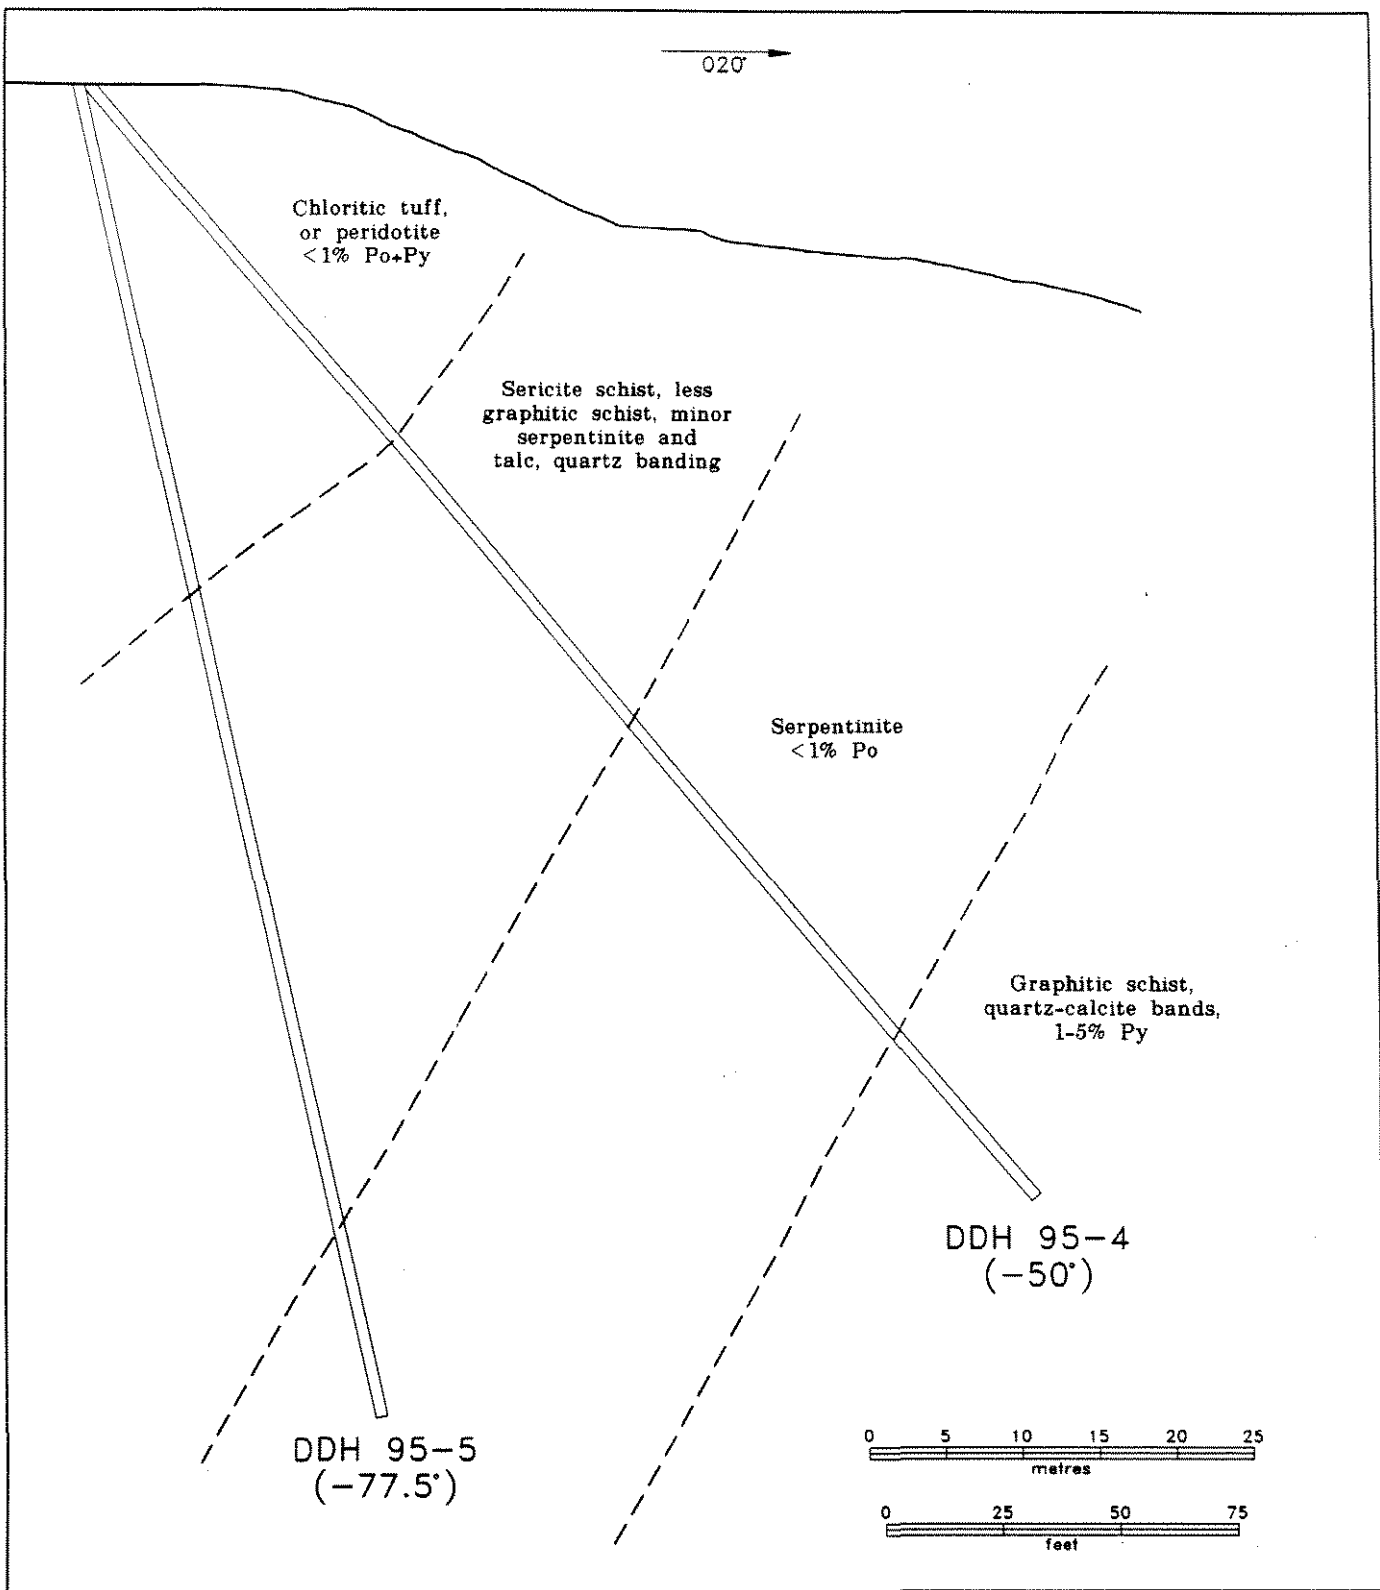 020°
Chloritic tuff,
or peridotite
<1% Po+Py
Sericite schist, less
graphitic schist, minor
serpentinite and
talc, quartz banding
Serpentinite
<1% Po
Graphitic schist,
quartz-calcite bands,
1-5% Py
DDH 95-4
(-50°)
DDH 95-5
(-77.5°)
0 5 10 15 20 25
metres
0 25 50 75
feet